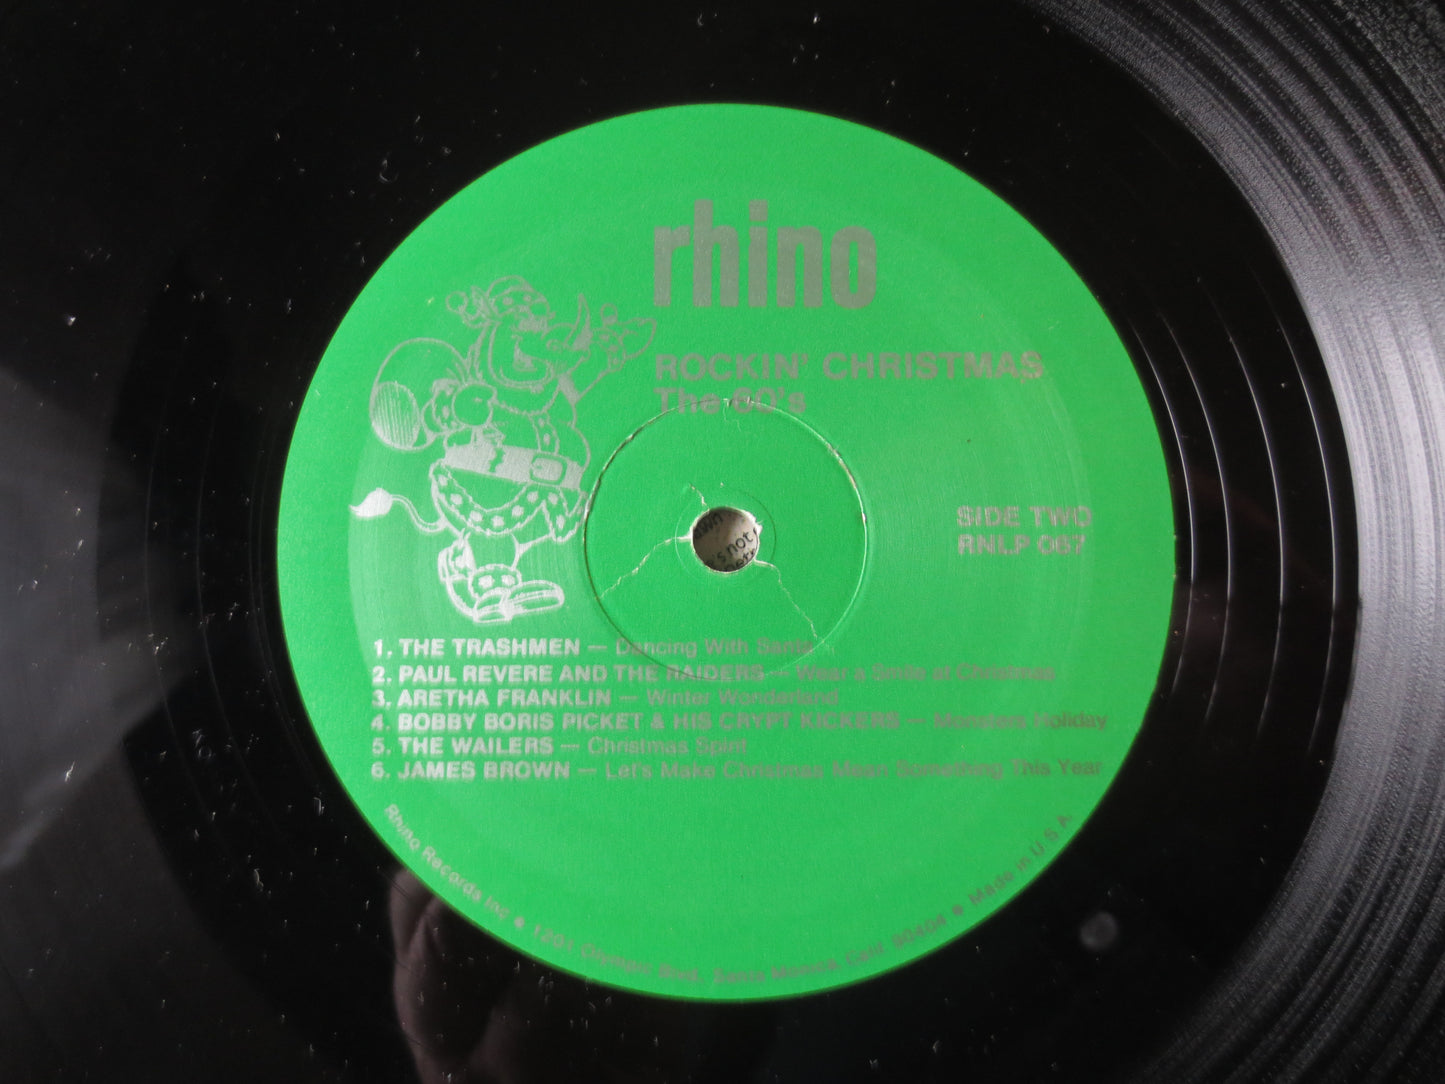 rhino
ROCKIN' CHRISTMAS
The 60's
SIDE TWO
RNLP 067
's not
1. THE TRASHMEN — Dancing With Santa
2. PAUL REVERE AND THE RAIDERS — Wear a Smile at Christmas
3. ARETHA FRANKLIN — Winter Wonderland
4. BOBBY BORIS PICKET & HIS CRYPT KICKERS — Monsters Holiday
5. THE WAILERS — Christmas Spirit
6. JAMES BROWN — Let's Make Christmas Mean Something This Year
Rhino Records Inc • 1201 Olympic Blvd., Santa Monica, Calif. 90404 • Made in U.S.A.